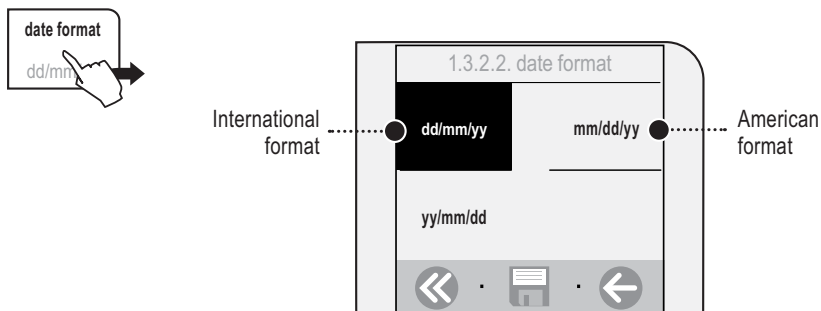 date format
dd/mm
1.3.2.2. date format
International
format
dd/mm/yy
mm/dd/yy
American
format
yy/mm/dd